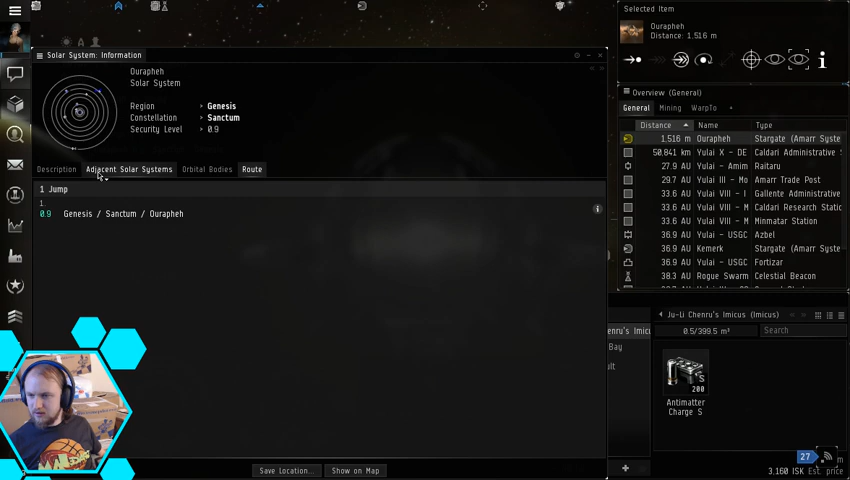 Solar System: Information
Ourapheh
Solar System
Region > Genesis
Constellation > Sanctum
Security Level > 0.9
Description Adjacent Solar Systems Orbital Bodies Route
1 Jump
1.
0.9 Genesis / Sanctum / Ourapheh
Save Location... Show on Map
Selected Item
Ourapheh
Distance: 1.516 m
Overview (General)
General Mining WarpTo +
Distance Name Type
1.516 m Ourapheh Stargate (Amarr Syste
50.841 km Yulai X - DE Caldari Administrative S
27.9 AU Yulai - Amim Raitaru
29.7 AU Yulai III - Mo Amarr Trade Post
33.6 AU Yulai VIII - I Gallente Administrative
33.6 AU Yulai VIII - M Caldari Research Statio
33.6 AU Yulai VIII - M Minmatar Station
36.9 AU Yulai - USGC Azbel
36.9 AU Kemerk Stargate (Amarr Syste
36.9 AU Yulai - USGC Fortizar
38.3 AU Rogue Swarm Celestial Beacon
Ju-Li Chenru's Imicus (Imicus)
0.5/399.5 m³ Search
henru's Imicus
Bay
S
200
Antimatter
Charge S
27
3,160 ISK Est. price